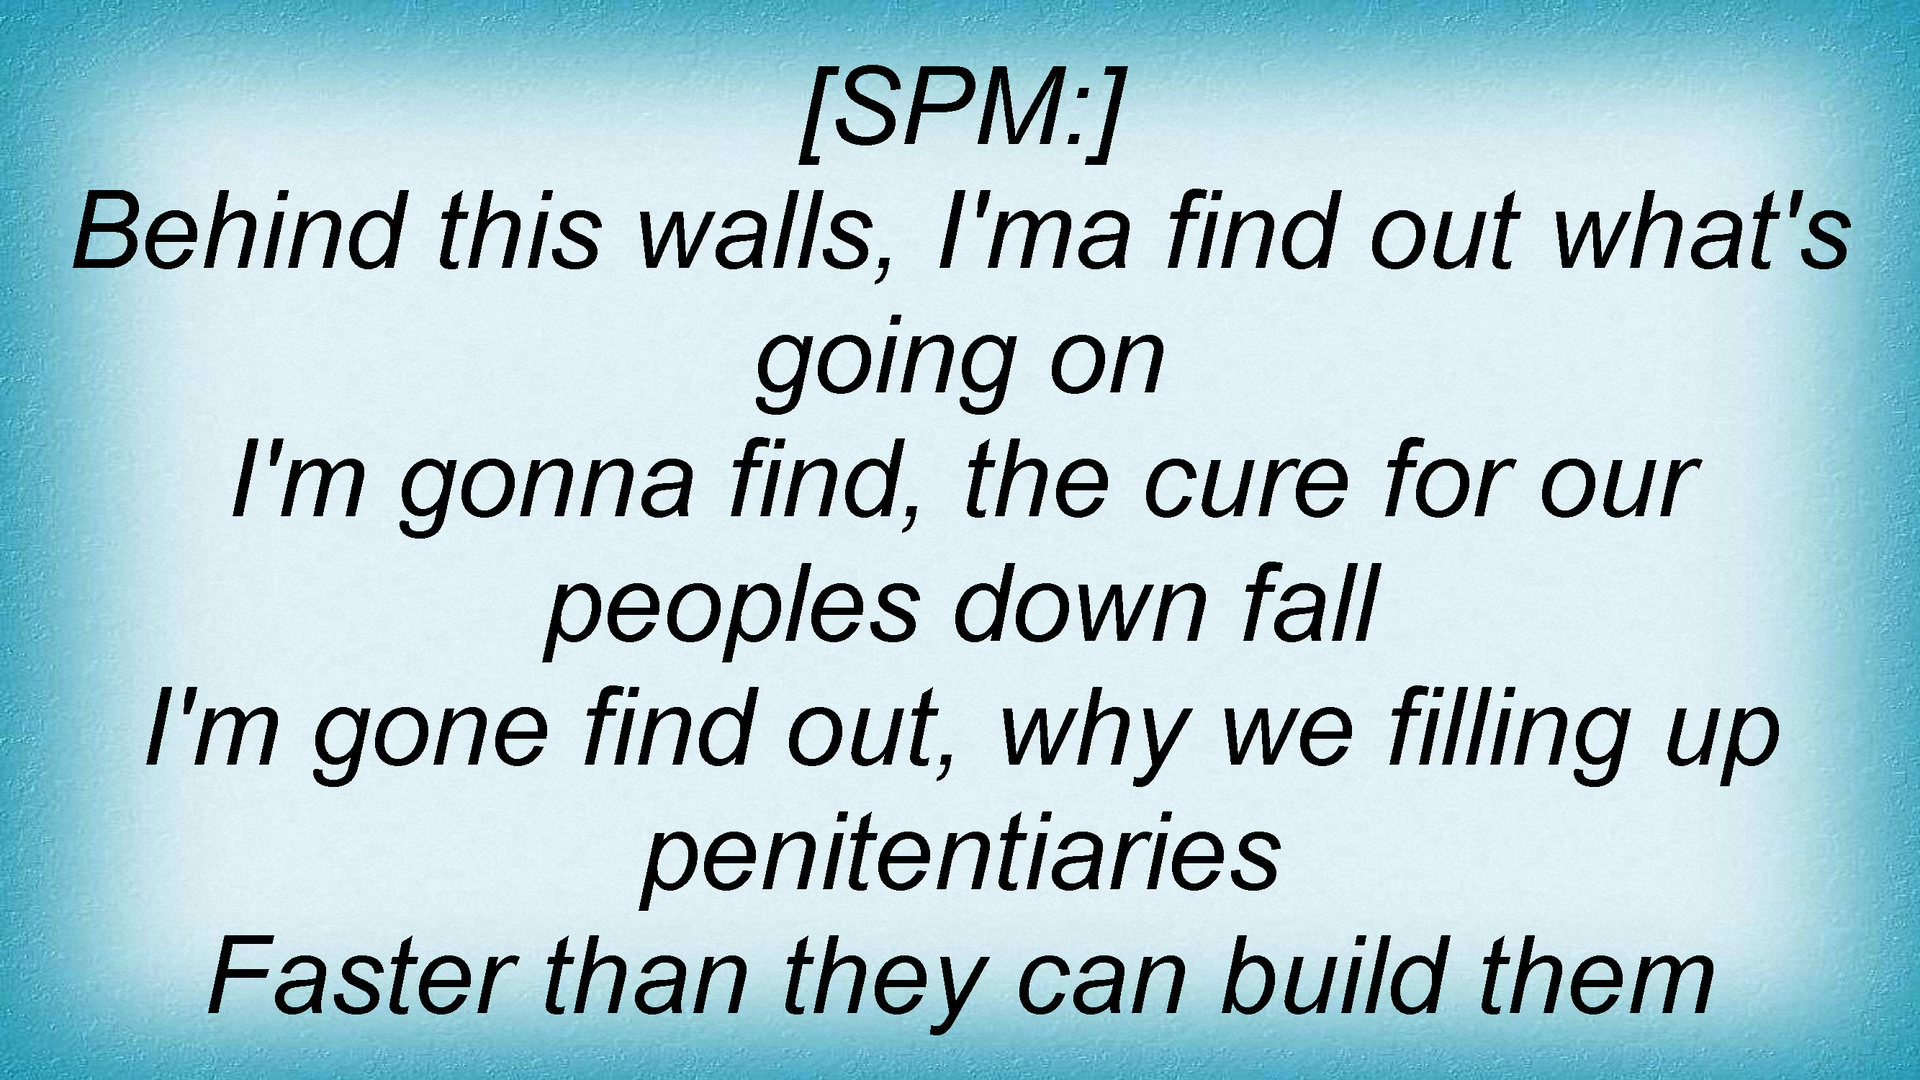 [SPM:]
Behind this walls, I'ma find out what's
going on
I'm gonna find, the cure for our
peoples down fall
I'm gone find out, why we filling up
penitentiaries
Faster than they can build them